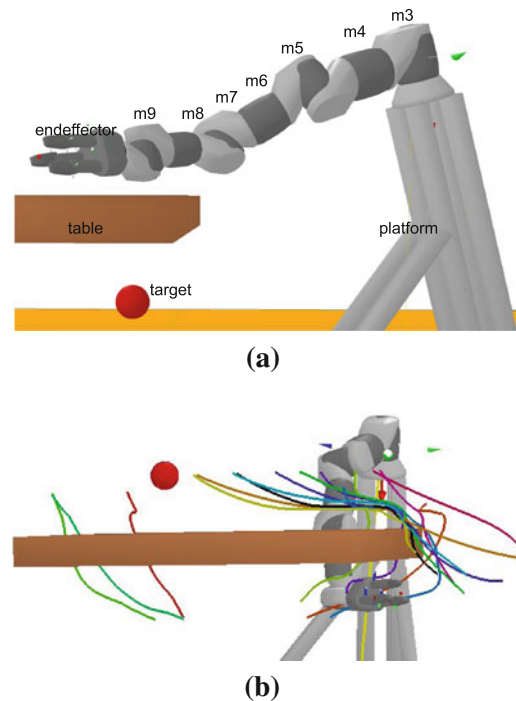 m3
m4
m5
m6
m7
m8
m9
endeffector
table
platform
target
(a)
(b)